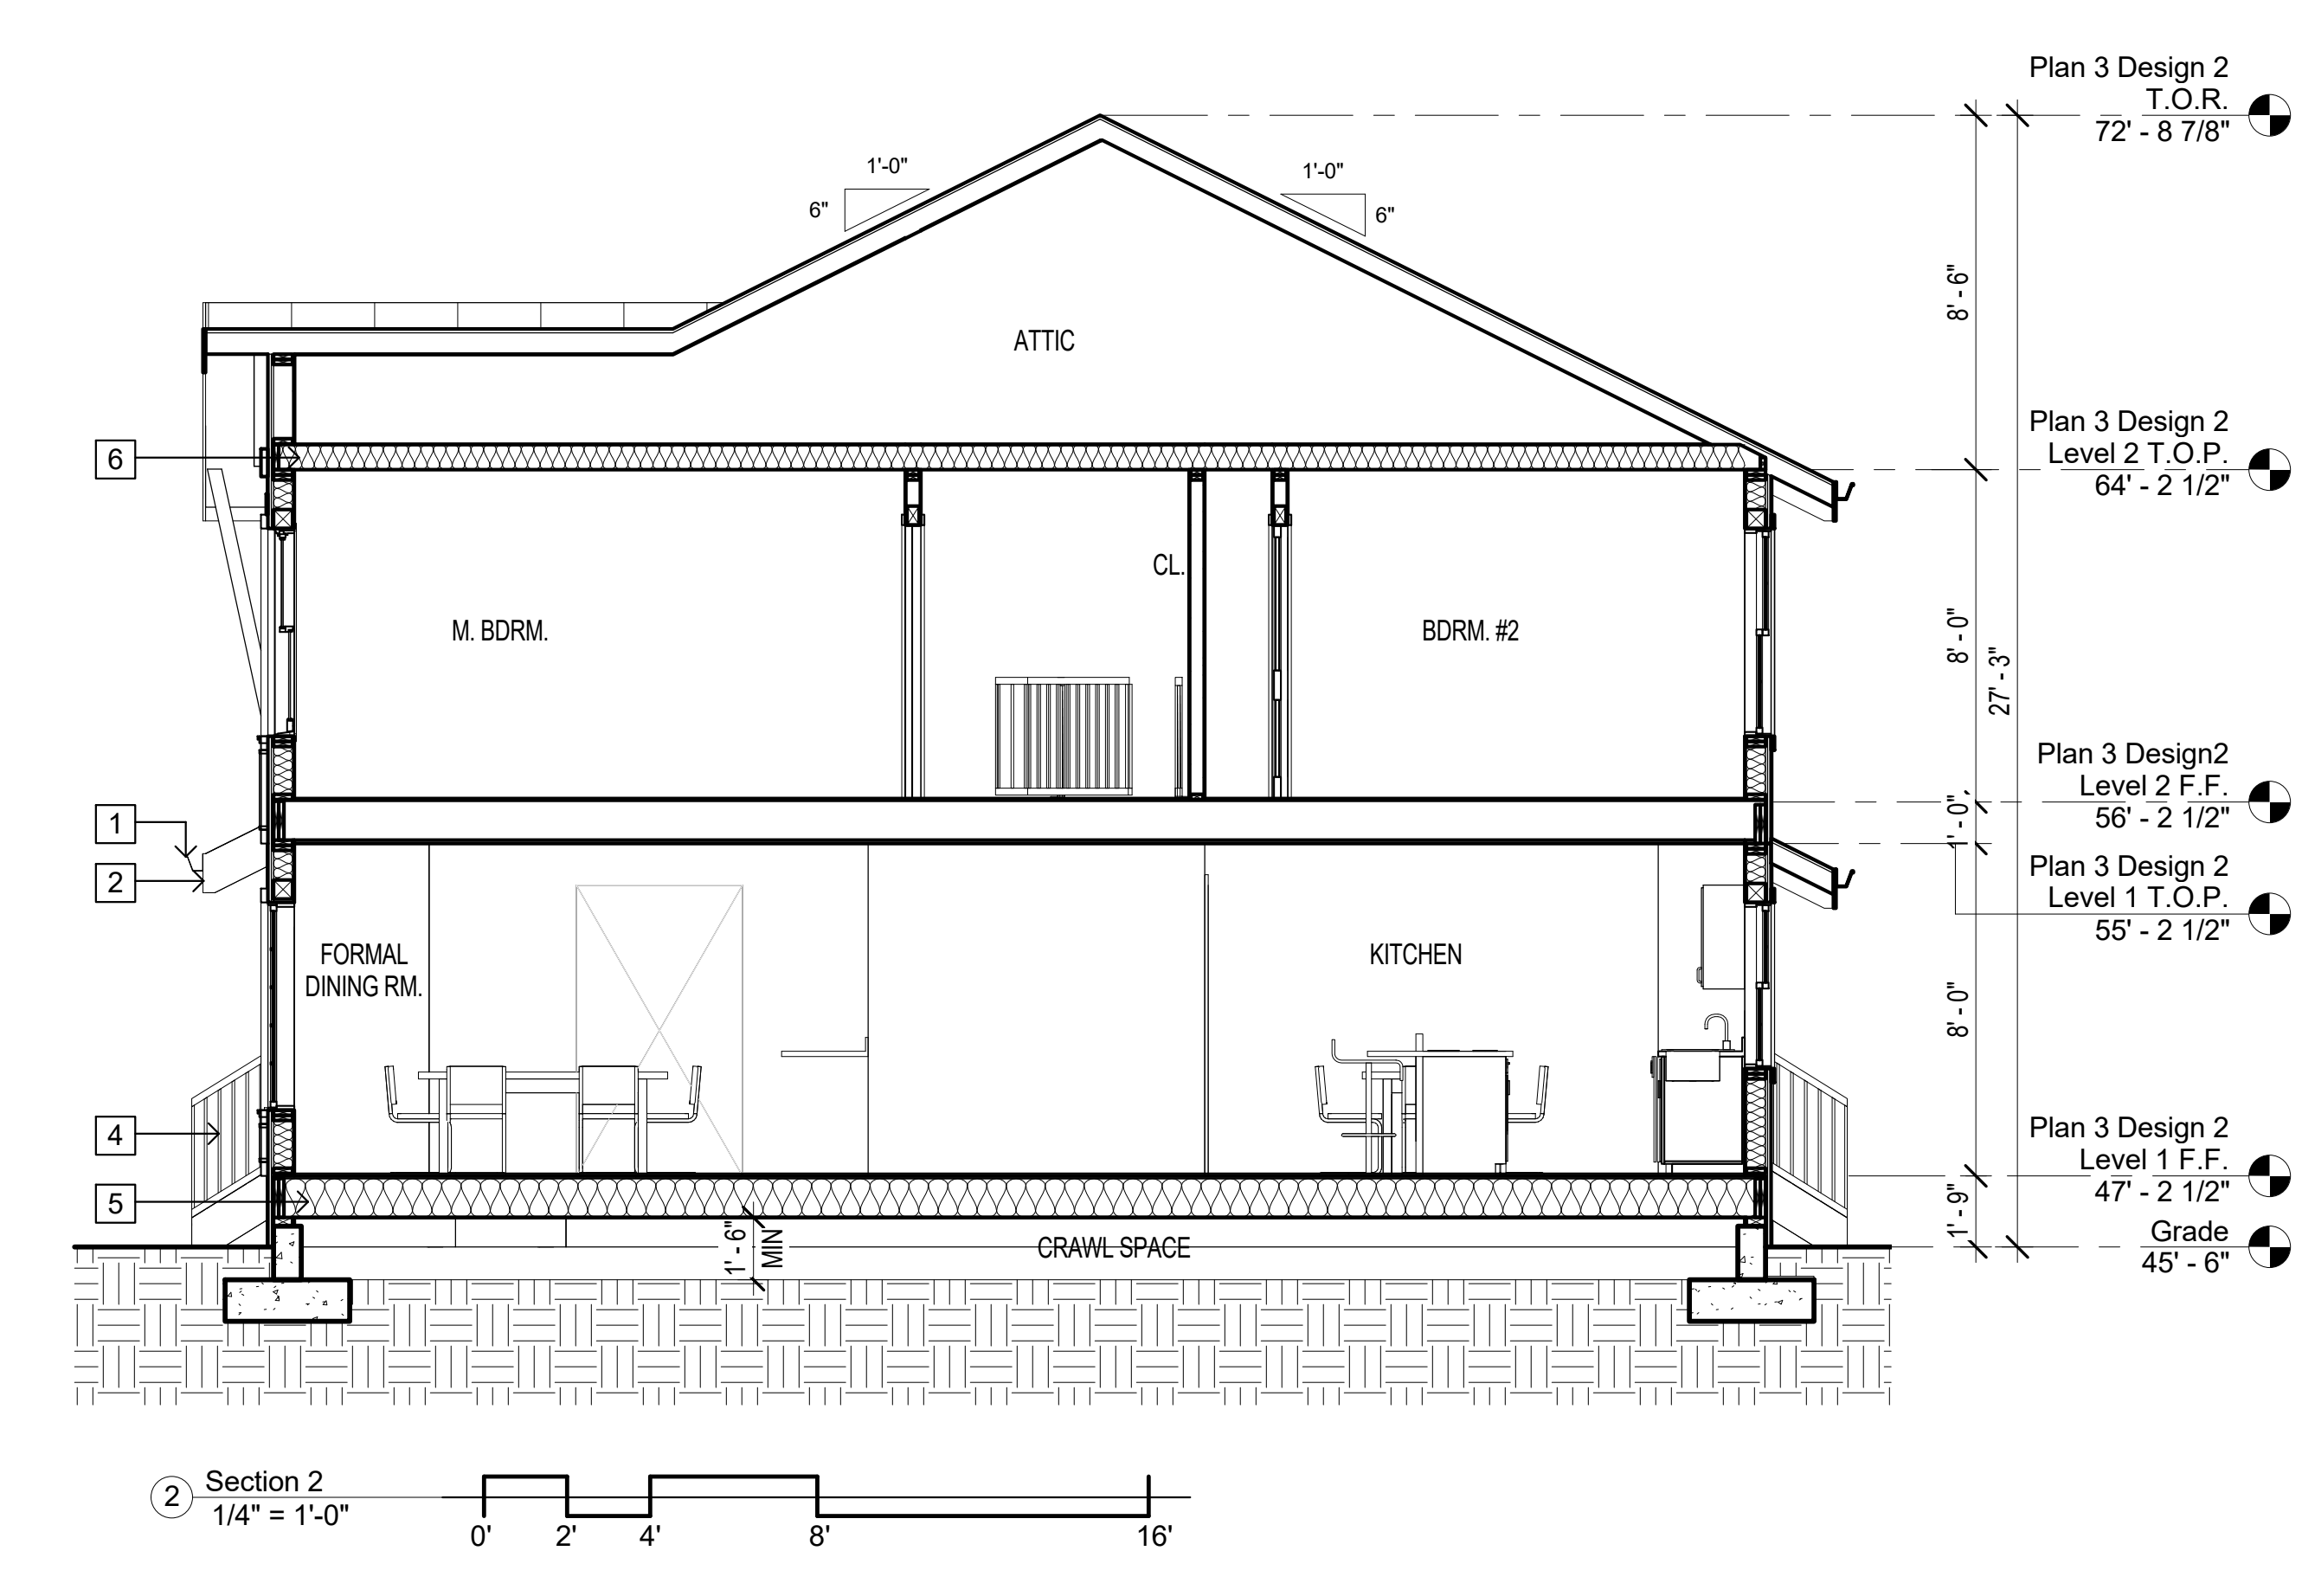 Plan 3 Design 2
T.O.R.
72' - 8 7/8"
1'-0"
6"
1'-0"
6"
8' - 6"
ATTIC
Plan 3 Design 2
Level 2 T.O.P.
64' - 2 1/2"
6
CL.
M. BDRM.
BDRM. #2
8' - 0"
27' - 3"
Plan 3 Design2
Level 2 F.F.
56' - 2 1/2"
1
1' - 0"
2
Plan 3 Design 2
Level 1 T.O.P.
55' - 2 1/2"
FORMAL
DINING RM.
KITCHEN
8' - 0"
4
Plan 3 Design 2
Level 1 F.F.
47' - 2 1/2"
5
1' - 9"
1' - 6"
MIN
CRAWL SPACE
Grade
45' - 6"
2
Section 2
1/4" = 1'-0"
0'
2'
4'
8'
16'